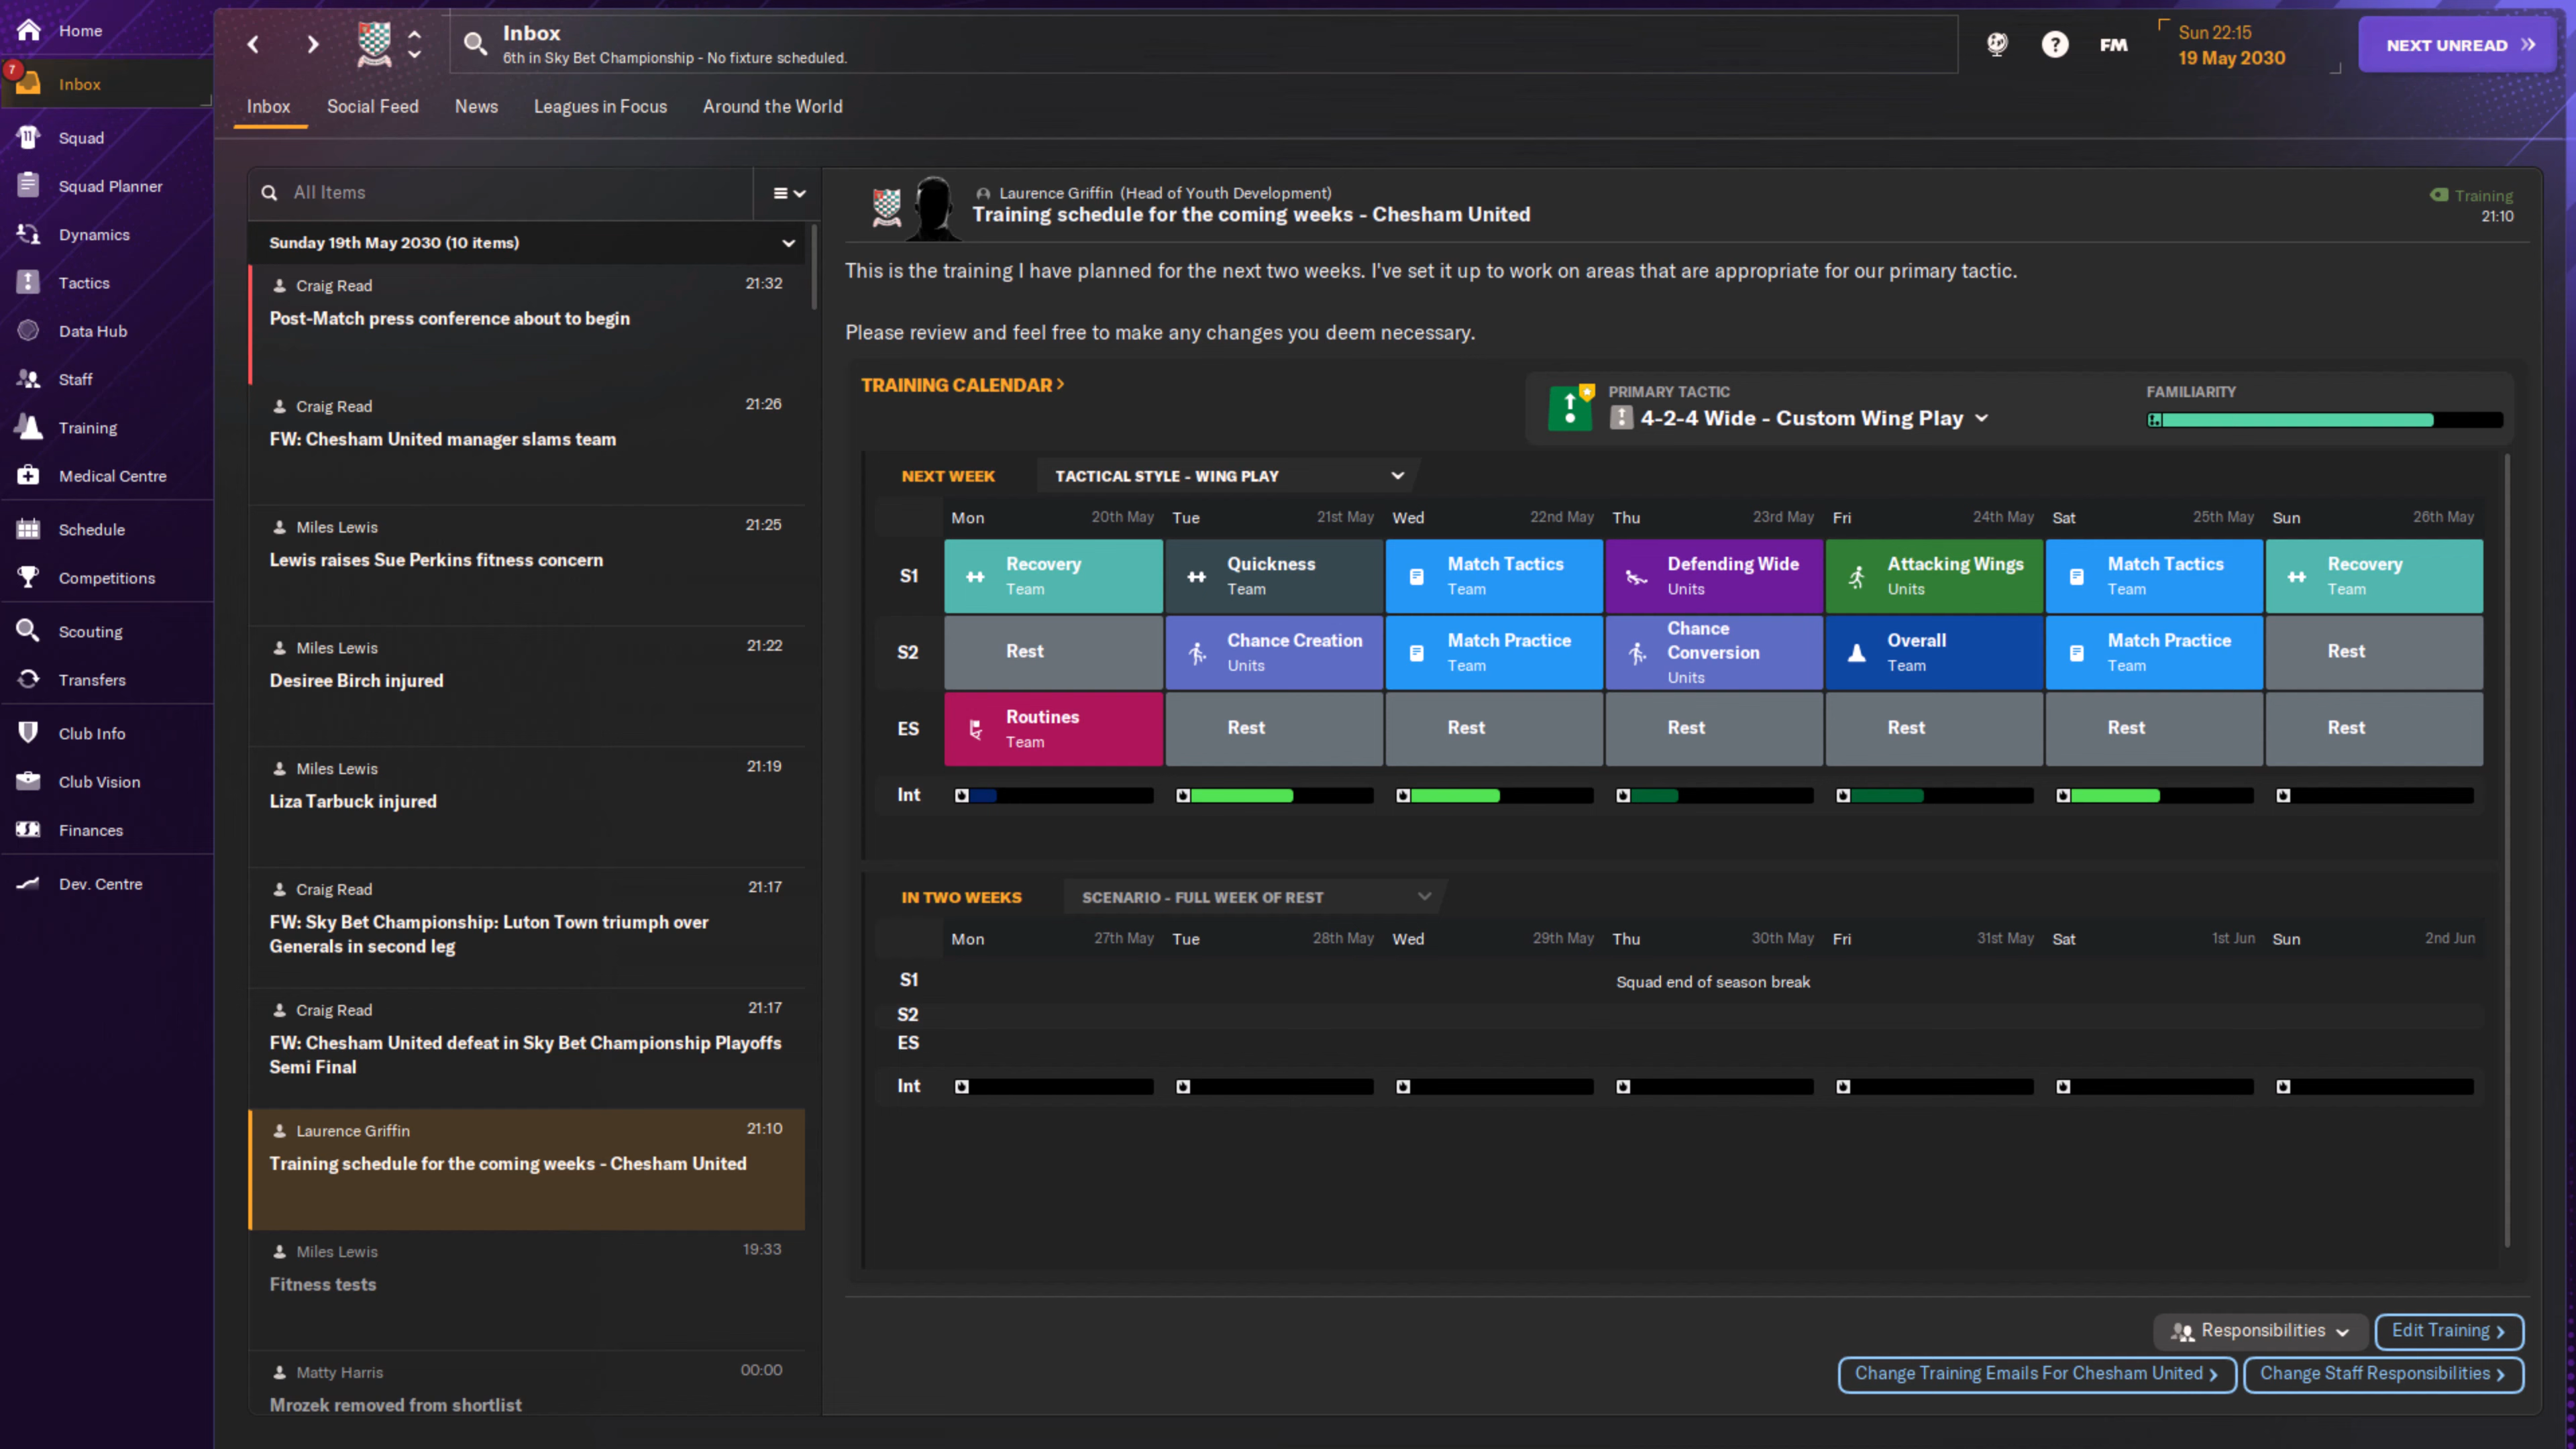 Home
7
Inbox
Squad
Squad Planner
Dynamics
Tactics
Data Hub
Staff
Training
Medical Centre
Schedule
Competitions
Scouting
Transfers
Club Info
Club Vision
Finances
Dev. Centre
Inbox
6th in Sky Bet Championship - No fixture scheduled.
?
FM
Sun 22:15
19 May 2030
NEXT UNREAD
Inbox Social Feed News Leagues in Focus Around the World
All Items
Sunday 19th May 2030 (10 items)
Craig Read 21:32
Post-Match press conference about to begin
Craig Read 21:26
FW: Chesham United manager slams team
Miles Lewis 21:25
Lewis raises Sue Perkins fitness concern
Miles Lewis 21:22
Desiree Birch injured
Miles Lewis 21:19
Liza Tarbuck injured
Craig Read 21:17
FW: Sky Bet Championship: Luton Town triumph over
Generals in second leg
Craig Read 21:17
FW: Chesham United defeat in Sky Bet Championship Playoffs
Semi Final
Laurence Griffin 21:10
Training schedule for the coming weeks - Chesham United
Miles Lewis 19:33
Fitness tests
Matty Harris 00:00
Mrozek removed from shortlist
Laurence Griffin (Head of Youth Development)
Training schedule for the coming weeks - Chesham United
Training
21:10
This is the training I have planned for the next two weeks. I've set it up to work on areas that are appropriate for our primary tactic.
Please review and feel free to make any changes you deem necessary.
TRAINING CALENDAR
PRIMARY TACTIC
4-2-4 Wide - Custom Wing Play
FAMILIARITY
NEXT WEEK TACTICAL STYLE - WING PLAY
Mon 20th May Tue 21st May Wed 22nd May Thu 23rd May Fri 24th May Sat 25th May Sun 26th May
S1
Recovery
Team
Quickness
Team
Match Tactics
Team
Defending Wide
Units
Attacking Wings
Units
Match Tactics
Team
Recovery
Team
S2
Rest
Chance Creation
Units
Match Practice
Team
Chance
Conversion
Units
Overall
Team
Match Practice
Team
Rest
ES
Routines
Team
Rest
Rest
Rest
Rest
Rest
Rest
Int
IN TWO WEEKS SCENARIO - FULL WEEK OF REST
Mon 27th May Tue 28th May Wed 29th May Thu 30th May Fri 31st May Sat 1st Jun Sun 2nd Jun
S1
Squad end of season break
S2
ES
Int
Responsibilities
Edit Training
Change Training Emails For Chesham United
Change Staff Responsibilities